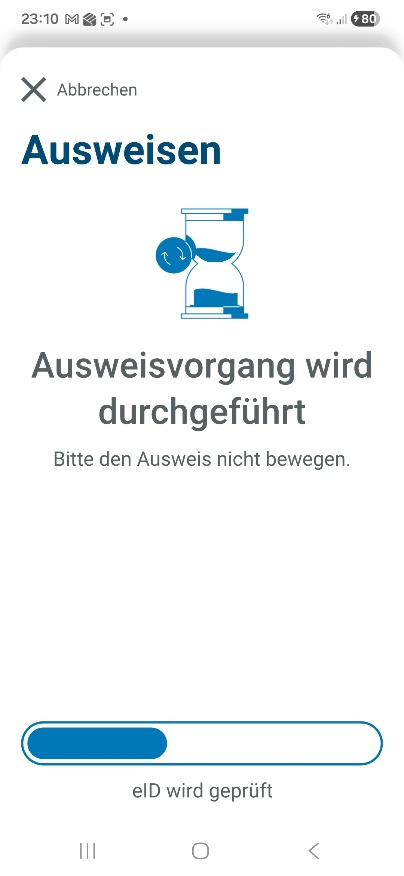 23:10
80
Abbrechen
Ausweisen
Ausweisvorgang wird
durchgeführt
Bitte den Ausweis nicht bewegen.
eID wird geprüft